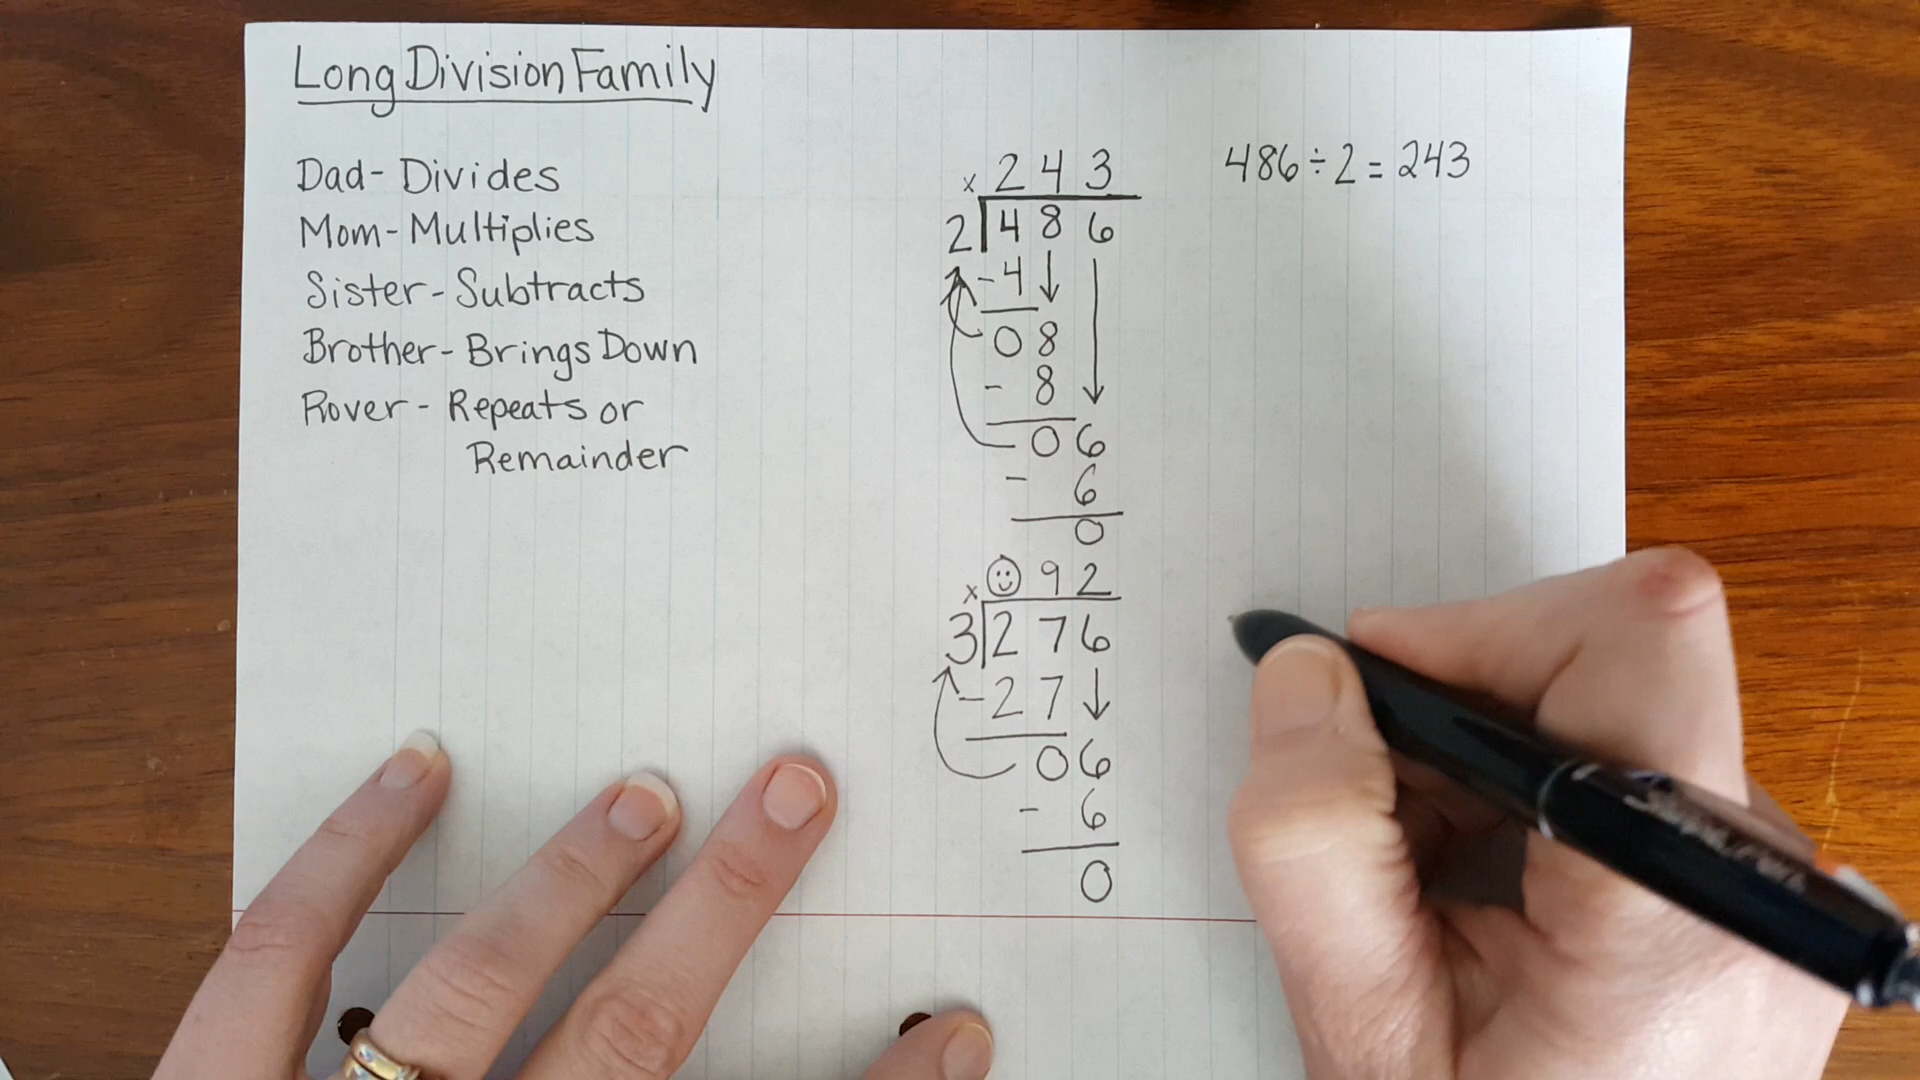 Long Division Family
Dad- Divides
Mom- Multiplies
Sister- Subtracts
Brother- Brings Down
Rover - Repeats or
Remainder
x 2 4 3
2 4 8 6
-4
0 8
- 8
0 6
- 6
0
486 ÷ 2 = 243
x 9 2
3 2 7 6
-2 7
0 6
- 6
0